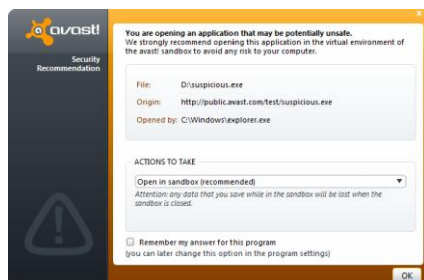 avast!
Security
Recommendation
You are opening an application that may be potentially unsafe.
We strongly recommend opening this application in the virtual environment of
the avast! sandbox to avoid any risk to your computer.
File: D:\suspicious.exe
Origin: http://public.avast.com/test/suspicious.exe
Opened by: C:\Windows\explorer.exe
ACTIONS TO TAKE
Open in sandbox (recommended)
Attention: any data that you save while in the sandbox will be lost when the
sandbox is closed.
Remember my answer for this program
(you can later change this option in the program settings)
OK